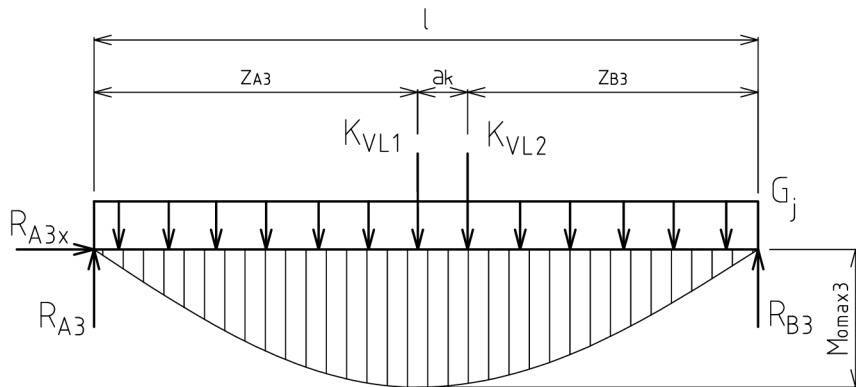 l
zA3 ak zB3
KVL1 KVL2
Gj
RA3x
RA3 RB3
Momax3